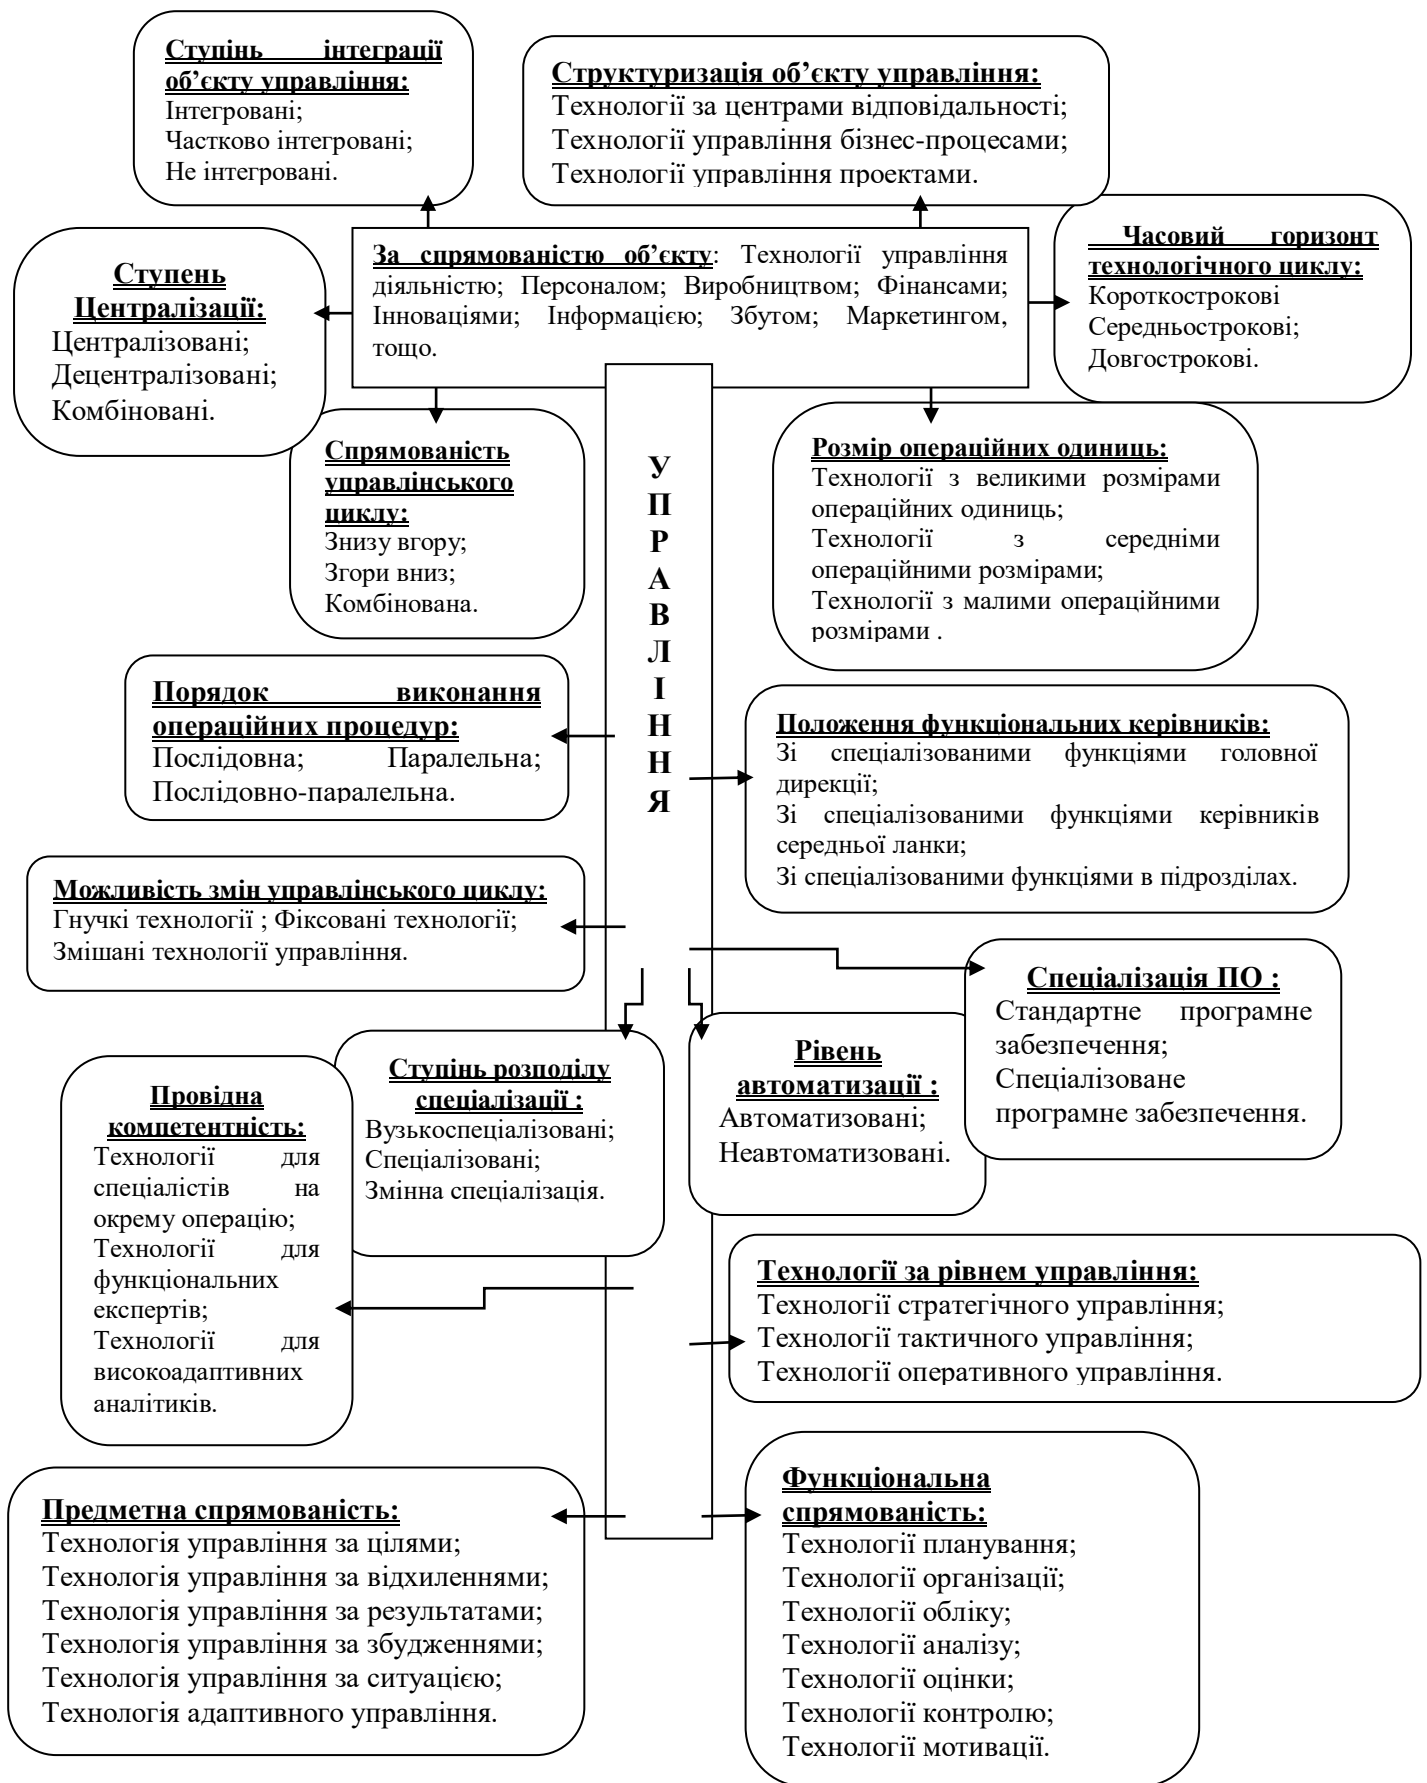 Ступінь інтеграції
об’єкту управління:
Інтегровані;
Частково інтегровані;
Не інтегровані.
Структуризація об’єкту управління:
Технології за центрами відповідальності;
Технології управління бізнес-процесами;
Технології управління проектами.
Ступень
Централізації:
Централізовані;
Децентралізовані;
Комбіновані.
За спрямованістю об’єкту: Технології управління
діяльністю; Персоналом; Виробництвом; Фінансами;
Інноваціями; Інформацією; Збутом; Маркетингом,
тощо.
Часовий горизонт
технологічного циклу:
Короткострокові
Середньострокові;
Довгострокові.
Спрямованість
управлінського
циклу:
Знизу вгору;
Згори вниз;
Комбінована.
У
П
Р
А
В
Л
І
Н
Н
Я
Розмір операційних одиниць:
Технології з великими розмірами
операційних одиниць;
Технології з середніми
операційними розмірами;
Технології з малими операційними
розмірами .
Порядок виконання
операційних процедур:
Послідовна; Паралельна;
Послідовно-паралельна.
Положення функціональних керівників:
Зі спеціалізованими функціями головної
дирекції;
Зі спеціалізованими функціями керівників
середньої ланки;
Зі спеціалізованими функціями в підрозділах.
Можливість змін управлінського циклу:
Гнучкі технології ; Фіксовані технології;
Змішані технології управління.
Спеціалізація ПО :
Стандартне програмне
забезпечення;
Спеціалізоване
програмне забезпечення.
Провідна
компетентність:
Технології для
спеціалістів на
окрему операцію;
Технології для
функціональних
експертів;
Технології для
високоадаптивних
аналітиків.
Ступінь розподілу
спеціалізації :
Вузькоспеціалізовані;
Спеціалізовані;
Змінна спеціалізація.
Рівень
автоматизації :
Автоматизовані;
Неавтоматизовані.
Технології за рівнем управління:
Технології стратегічного управління;
Технології тактичного управління;
Технології оперативного управління.
Предметна спрямованість:
Технологія управління за цілями;
Технологія управління за відхиленнями;
Технологія управління за результатами;
Технологія управління за збудженнями;
Технологія управління за ситуацією;
Технологія адаптивного управління.
Функціональна
спрямованість:
Технології планування;
Технології організації;
Технології обліку;
Технології аналізу;
Технології оцінки;
Технології контролю;
Технології мотивації.